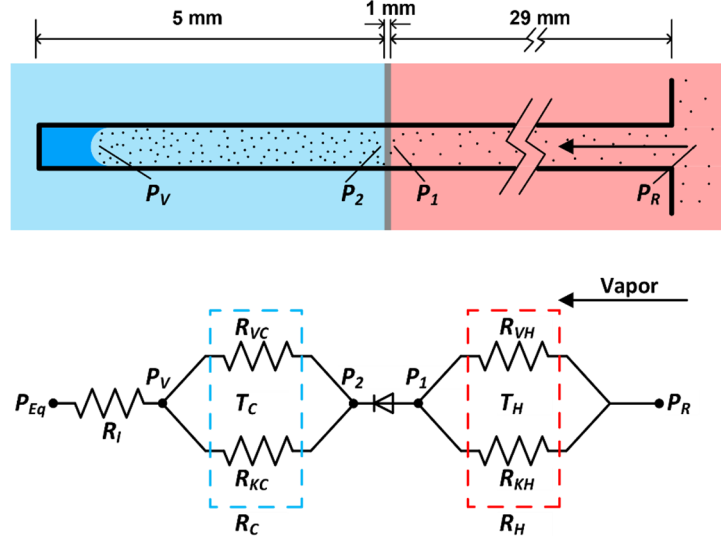 5 mm 1 mm 29 mm
P_V P_2 P_1 P_R
Vapor
R_VC R_VH
P_Eq P_V P_2 P_1 P_R
T_C T_H
R_I
R_KC R_KH
R_C R_H